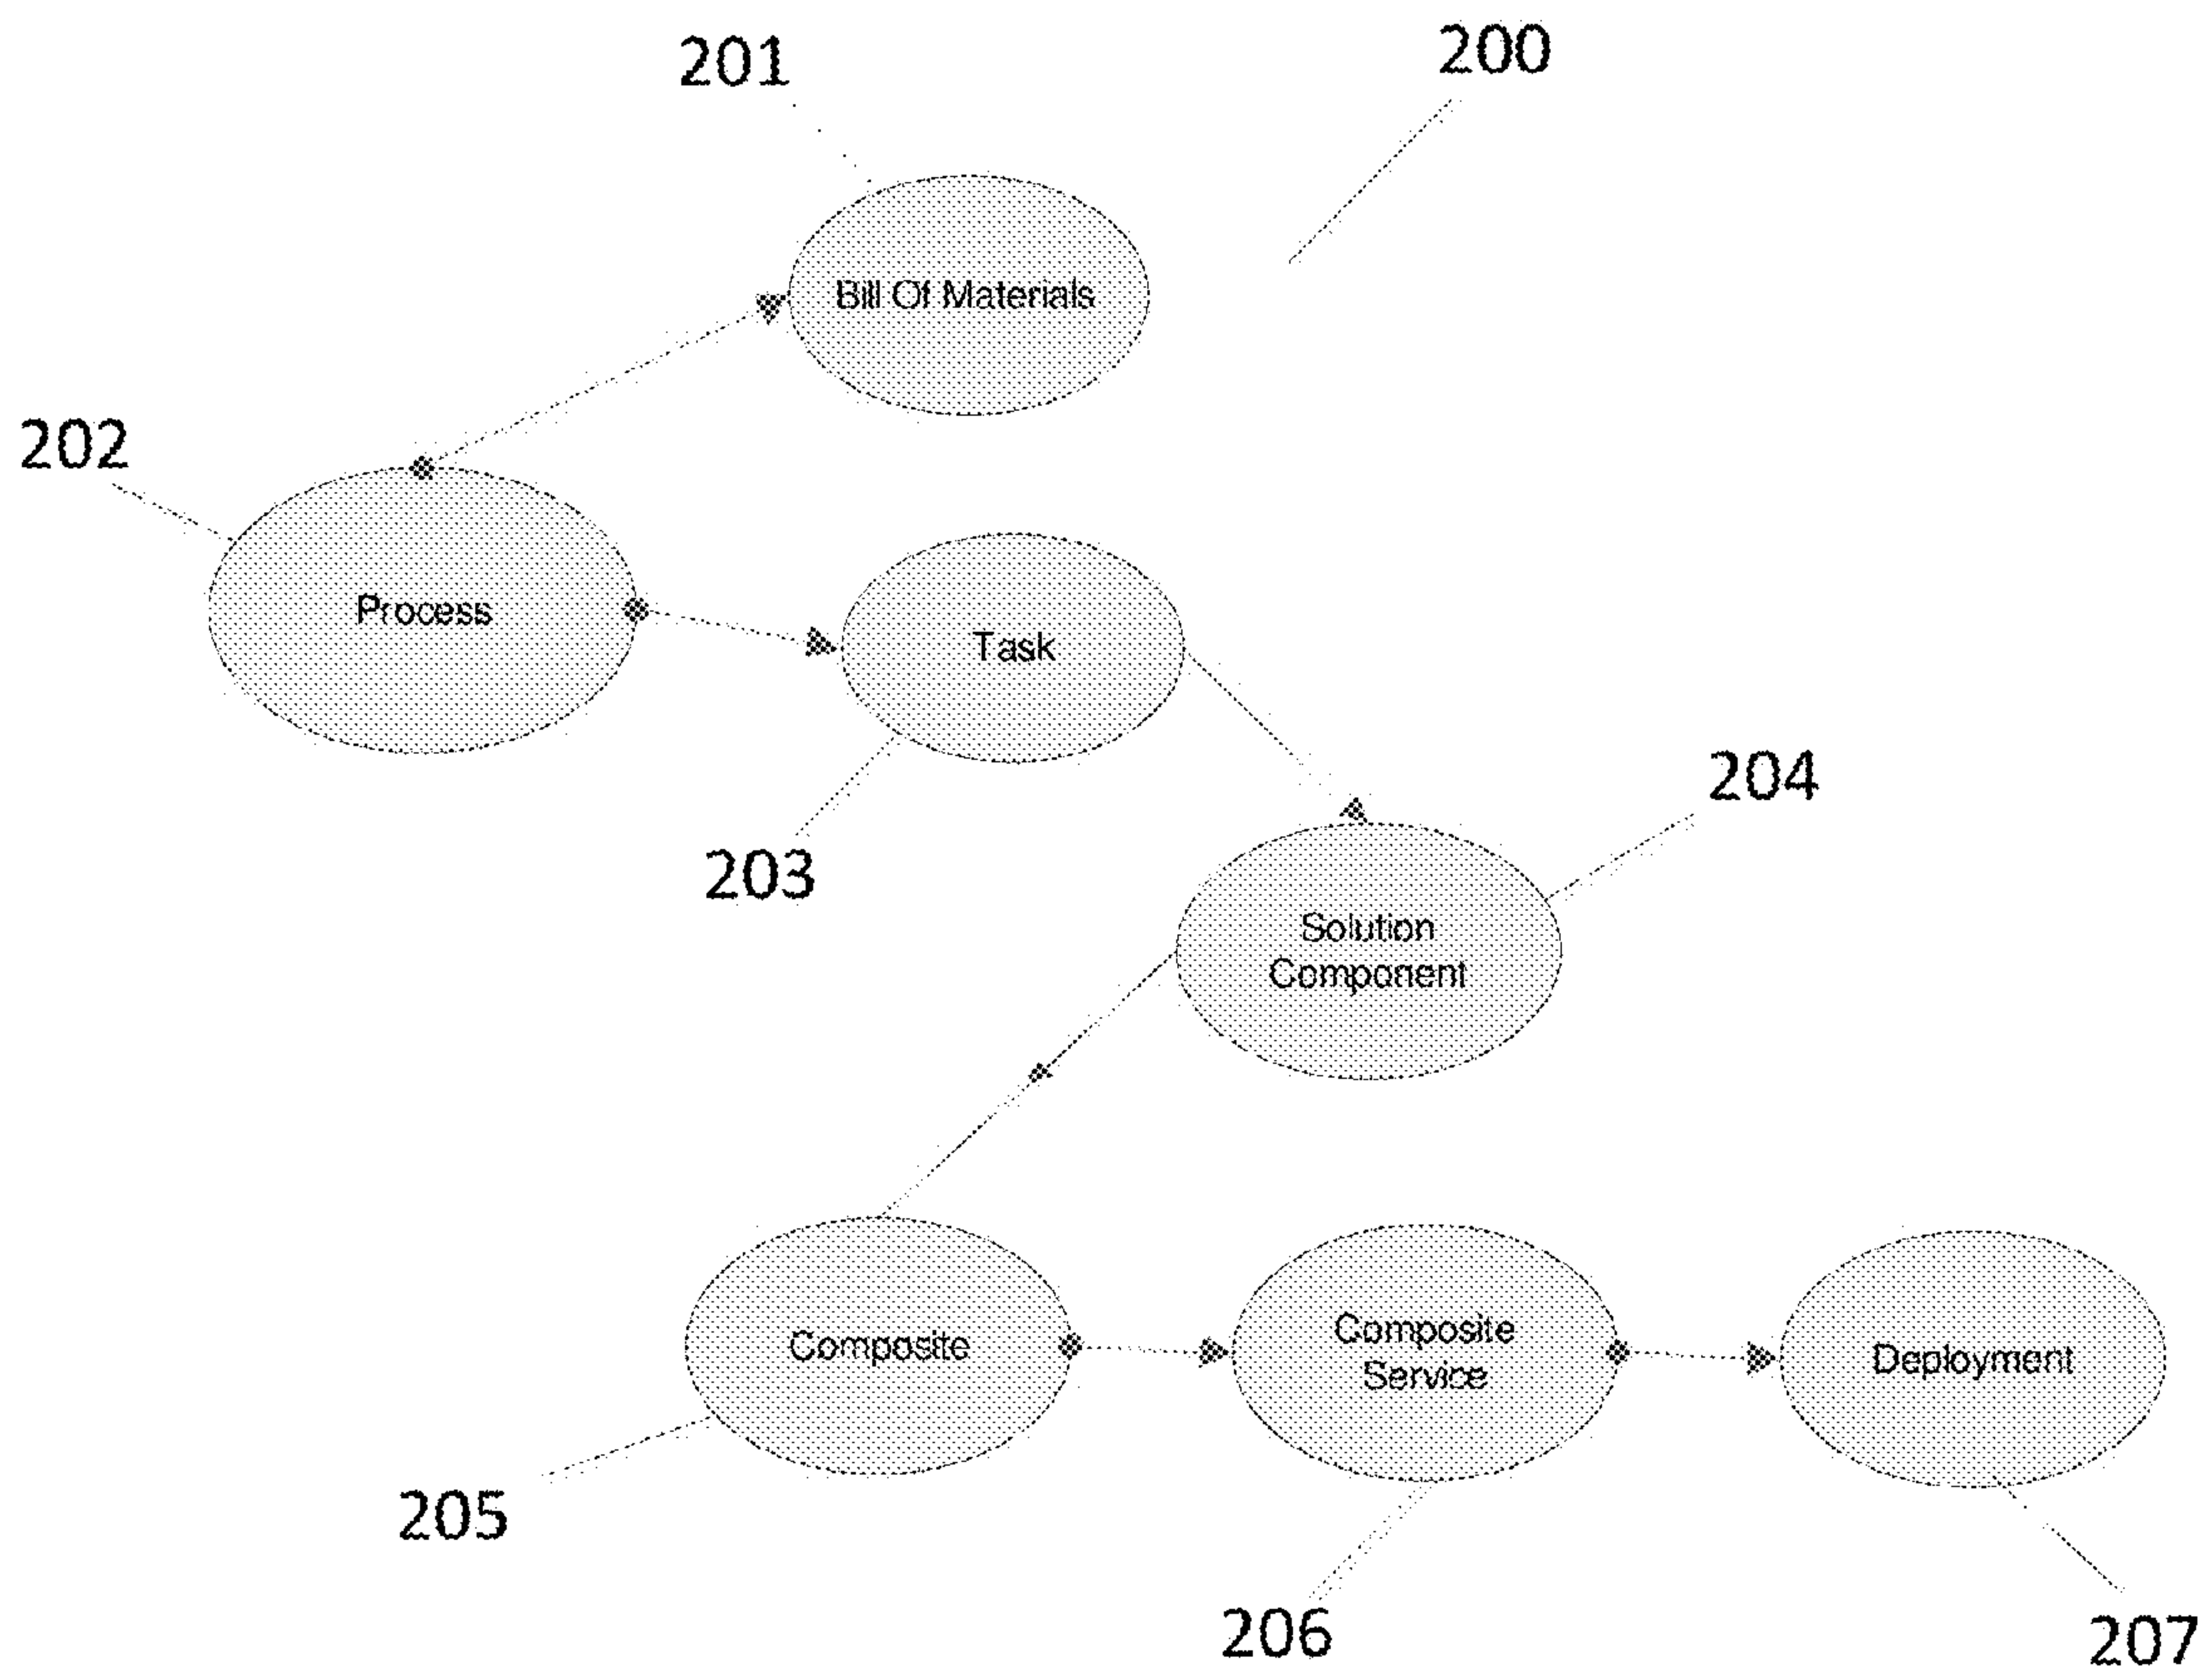 201
200
Bill Of Materials
202
Process
Task
203
204
Solution
Component
Composite
Composite
Service
Deployment
205
206
207